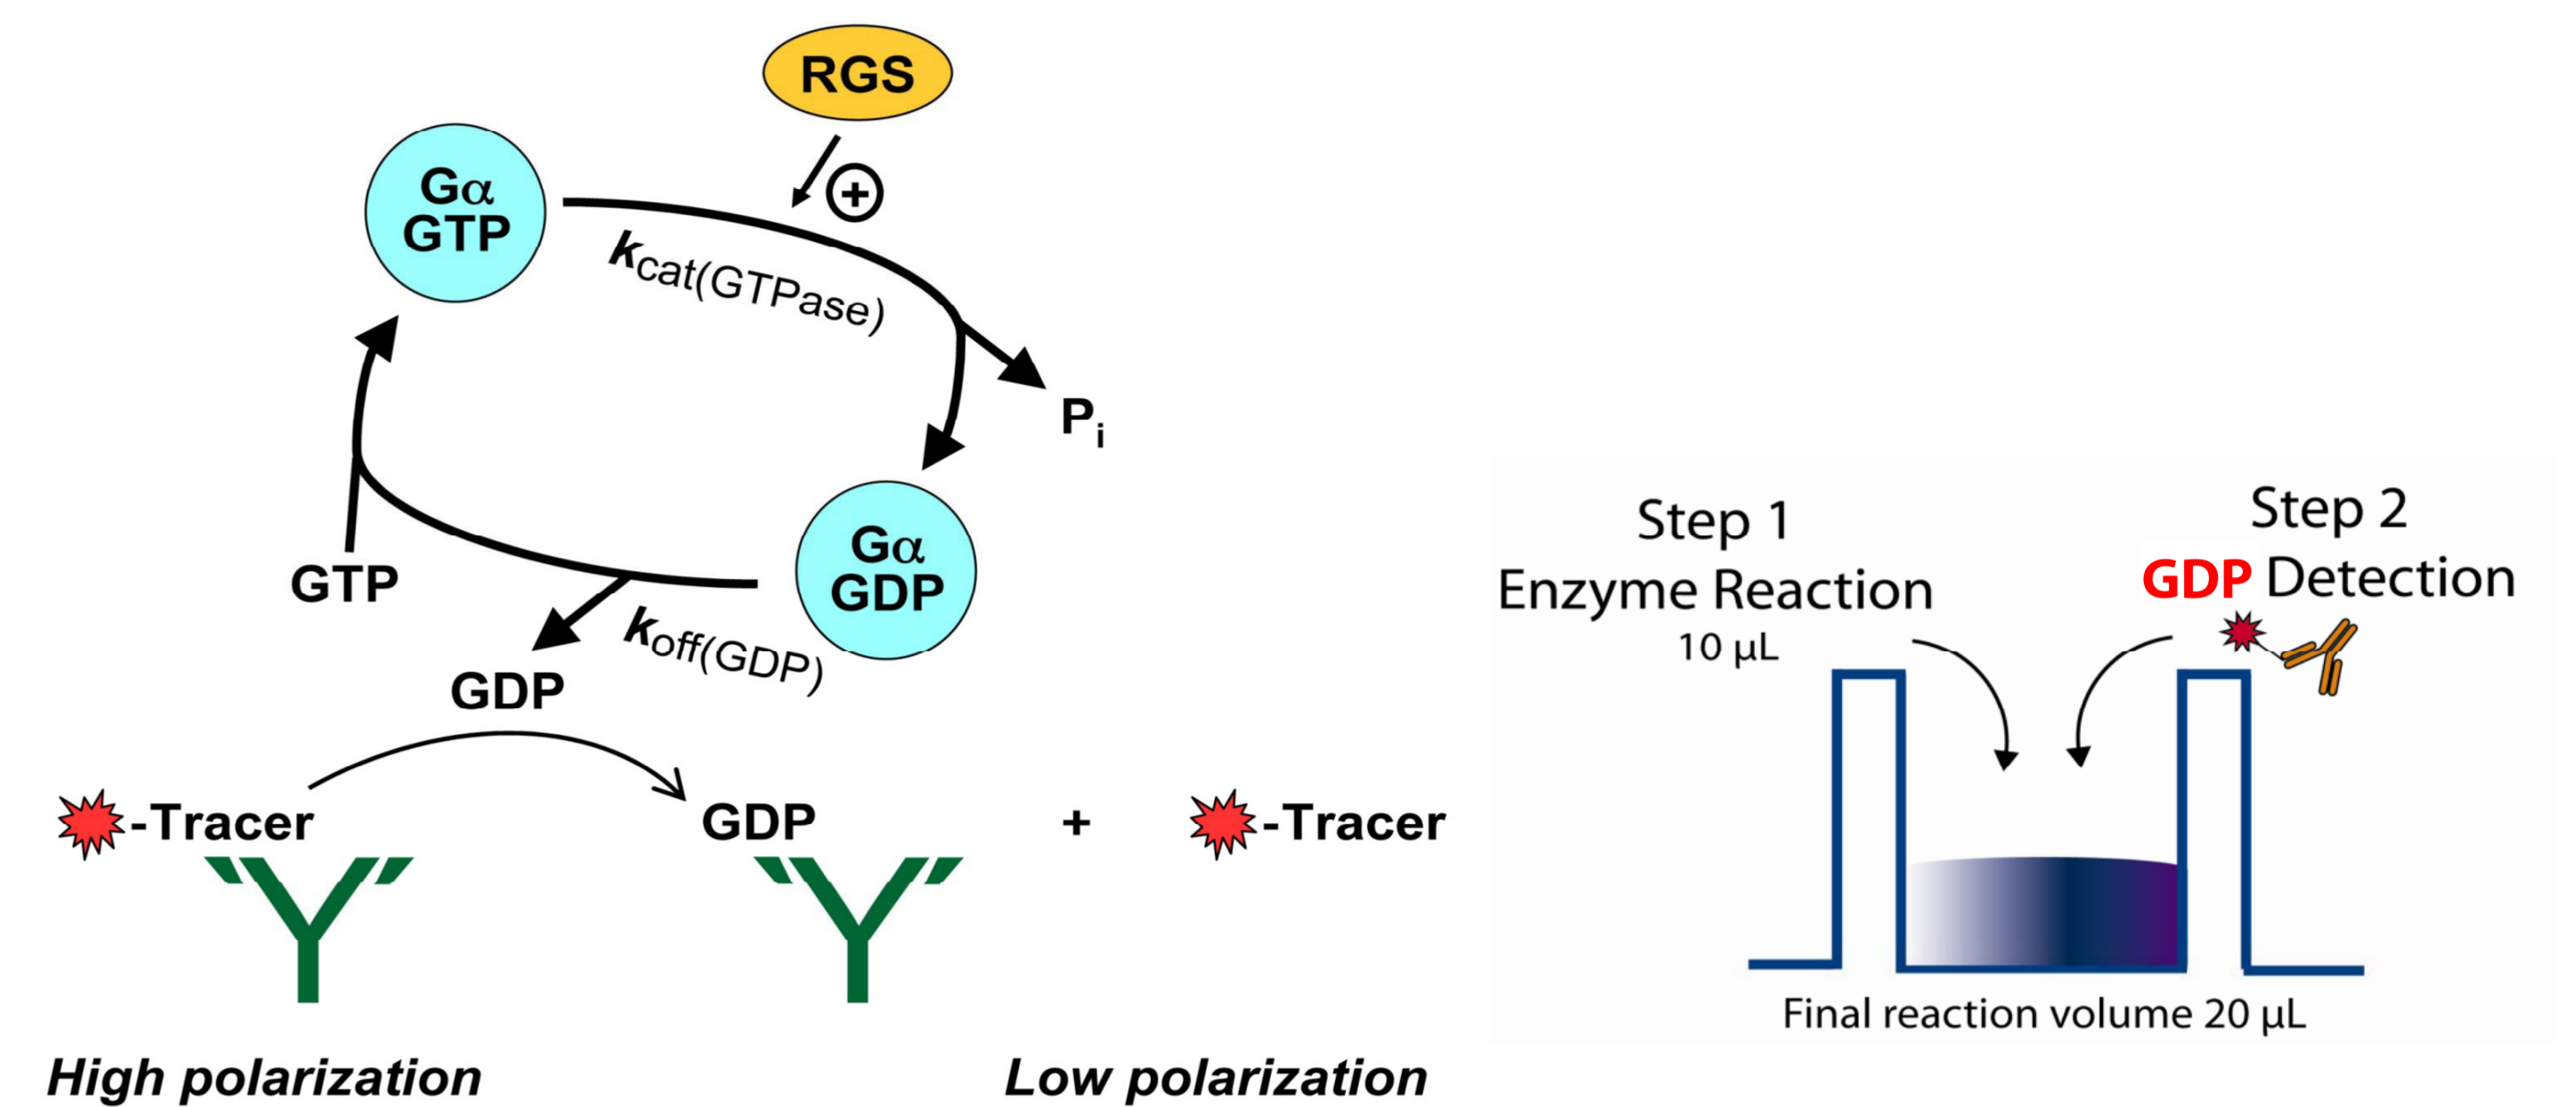 RGS
Gα
GTP
+
kcat(GTPase)
Pi
Gα
GDP
GTP
koff(GDP)
GDP
-Tracer
GDP
+
-Tracer
High polarization
Low polarization
Step 1
Enzyme Reaction
10 µL
Step 2
GDP Detection
Final reaction volume 20 µL